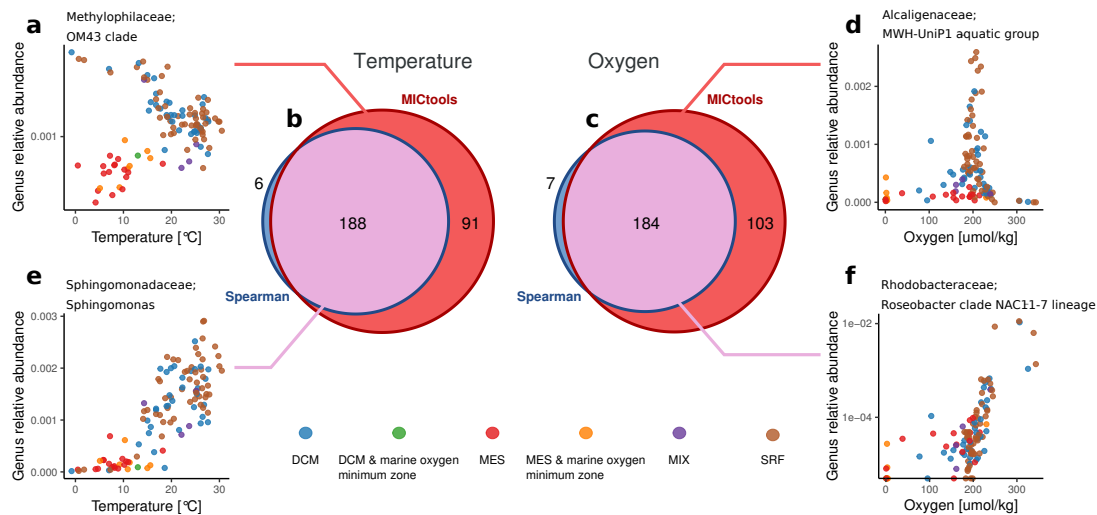 a
Methylophilaceae;
OM43 clade
Genus relative abundance
0.001
0
10
20
30
Temperature [°C]
Temperature
Oxygen
b
MICtools
6
188
91
Spearman
c
MICtools
7
184
103
Spearman
d
Alcaligenaceae;
MWH-UniP1 aquatic group
Genus relative abundance
0.002
0.001
0.000
0
100
200
300
Oxygen [umol/kg]
e
Sphingomonadaceae;
Sphingomonas
Genus relative abundance
0.003
0.002
0.001
0.000
0
10
20
30
Temperature [°C]
f
Rhodobacteraceae;
Roseobacter clade NAC11-7 lineage
Genus relative abundance
1e-02
1e-04
0
100
200
300
Oxygen [umol/kg]
DCM
DCM & marine oxygen
minimum zone
MES
MES & marine oxygen
minimum zone
MIX
SRF